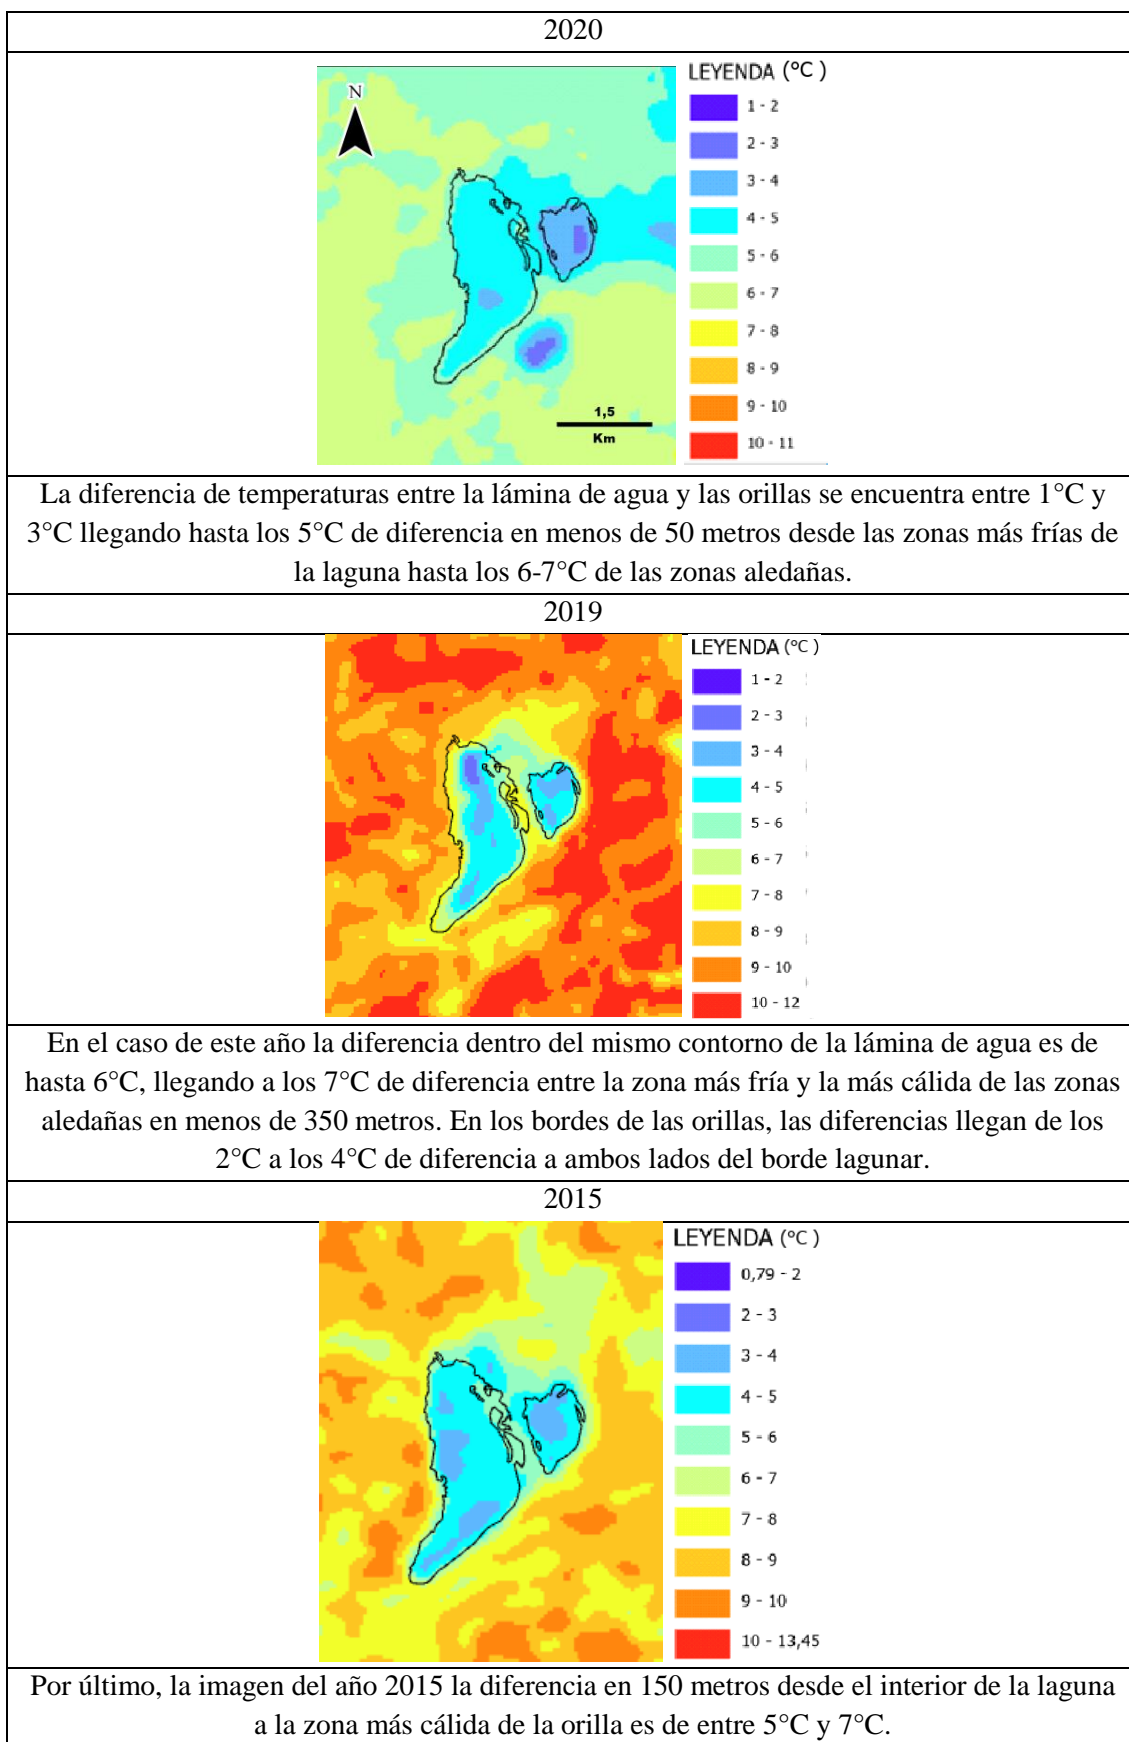 2020
N
1,5
Km
LEYENDA (°C )
1 - 2
2 - 3
3 - 4
4 - 5
5 - 6
6 - 7
7 - 8
8 - 9
9 - 10
10 - 11
La diferencia de temperaturas entre la lámina de agua y las orillas se encuentra entre 1°C y
3°C llegando hasta los 5°C de diferencia en menos de 50 metros desde las zonas más frías de
la laguna hasta los 6-7°C de las zonas aledañas.
2019
LEYENDA (°C )
1 - 2
2 - 3
3 - 4
4 - 5
5 - 6
6 - 7
7 - 8
8 - 9
9 - 10
10 - 12
En el caso de este año la diferencia dentro del mismo contorno de la lámina de agua es de
hasta 6°C, llegando a los 7°C de diferencia entre la zona más fría y la más cálida de las zonas
aledañas en menos de 350 metros. En los bordes de las orillas, las diferencias llegan de los
2°C a los 4°C de diferencia a ambos lados del borde lagunar.
2015
LEYENDA (°C )
0,79 - 2
2 - 3
3 - 4
4 - 5
5 - 6
6 - 7
7 - 8
8 - 9
9 - 10
10 - 13,45
Por último, la imagen del año 2015 la diferencia en 150 metros desde el interior de la laguna
a la zona más cálida de la orilla es de entre 5°C y 7°C.